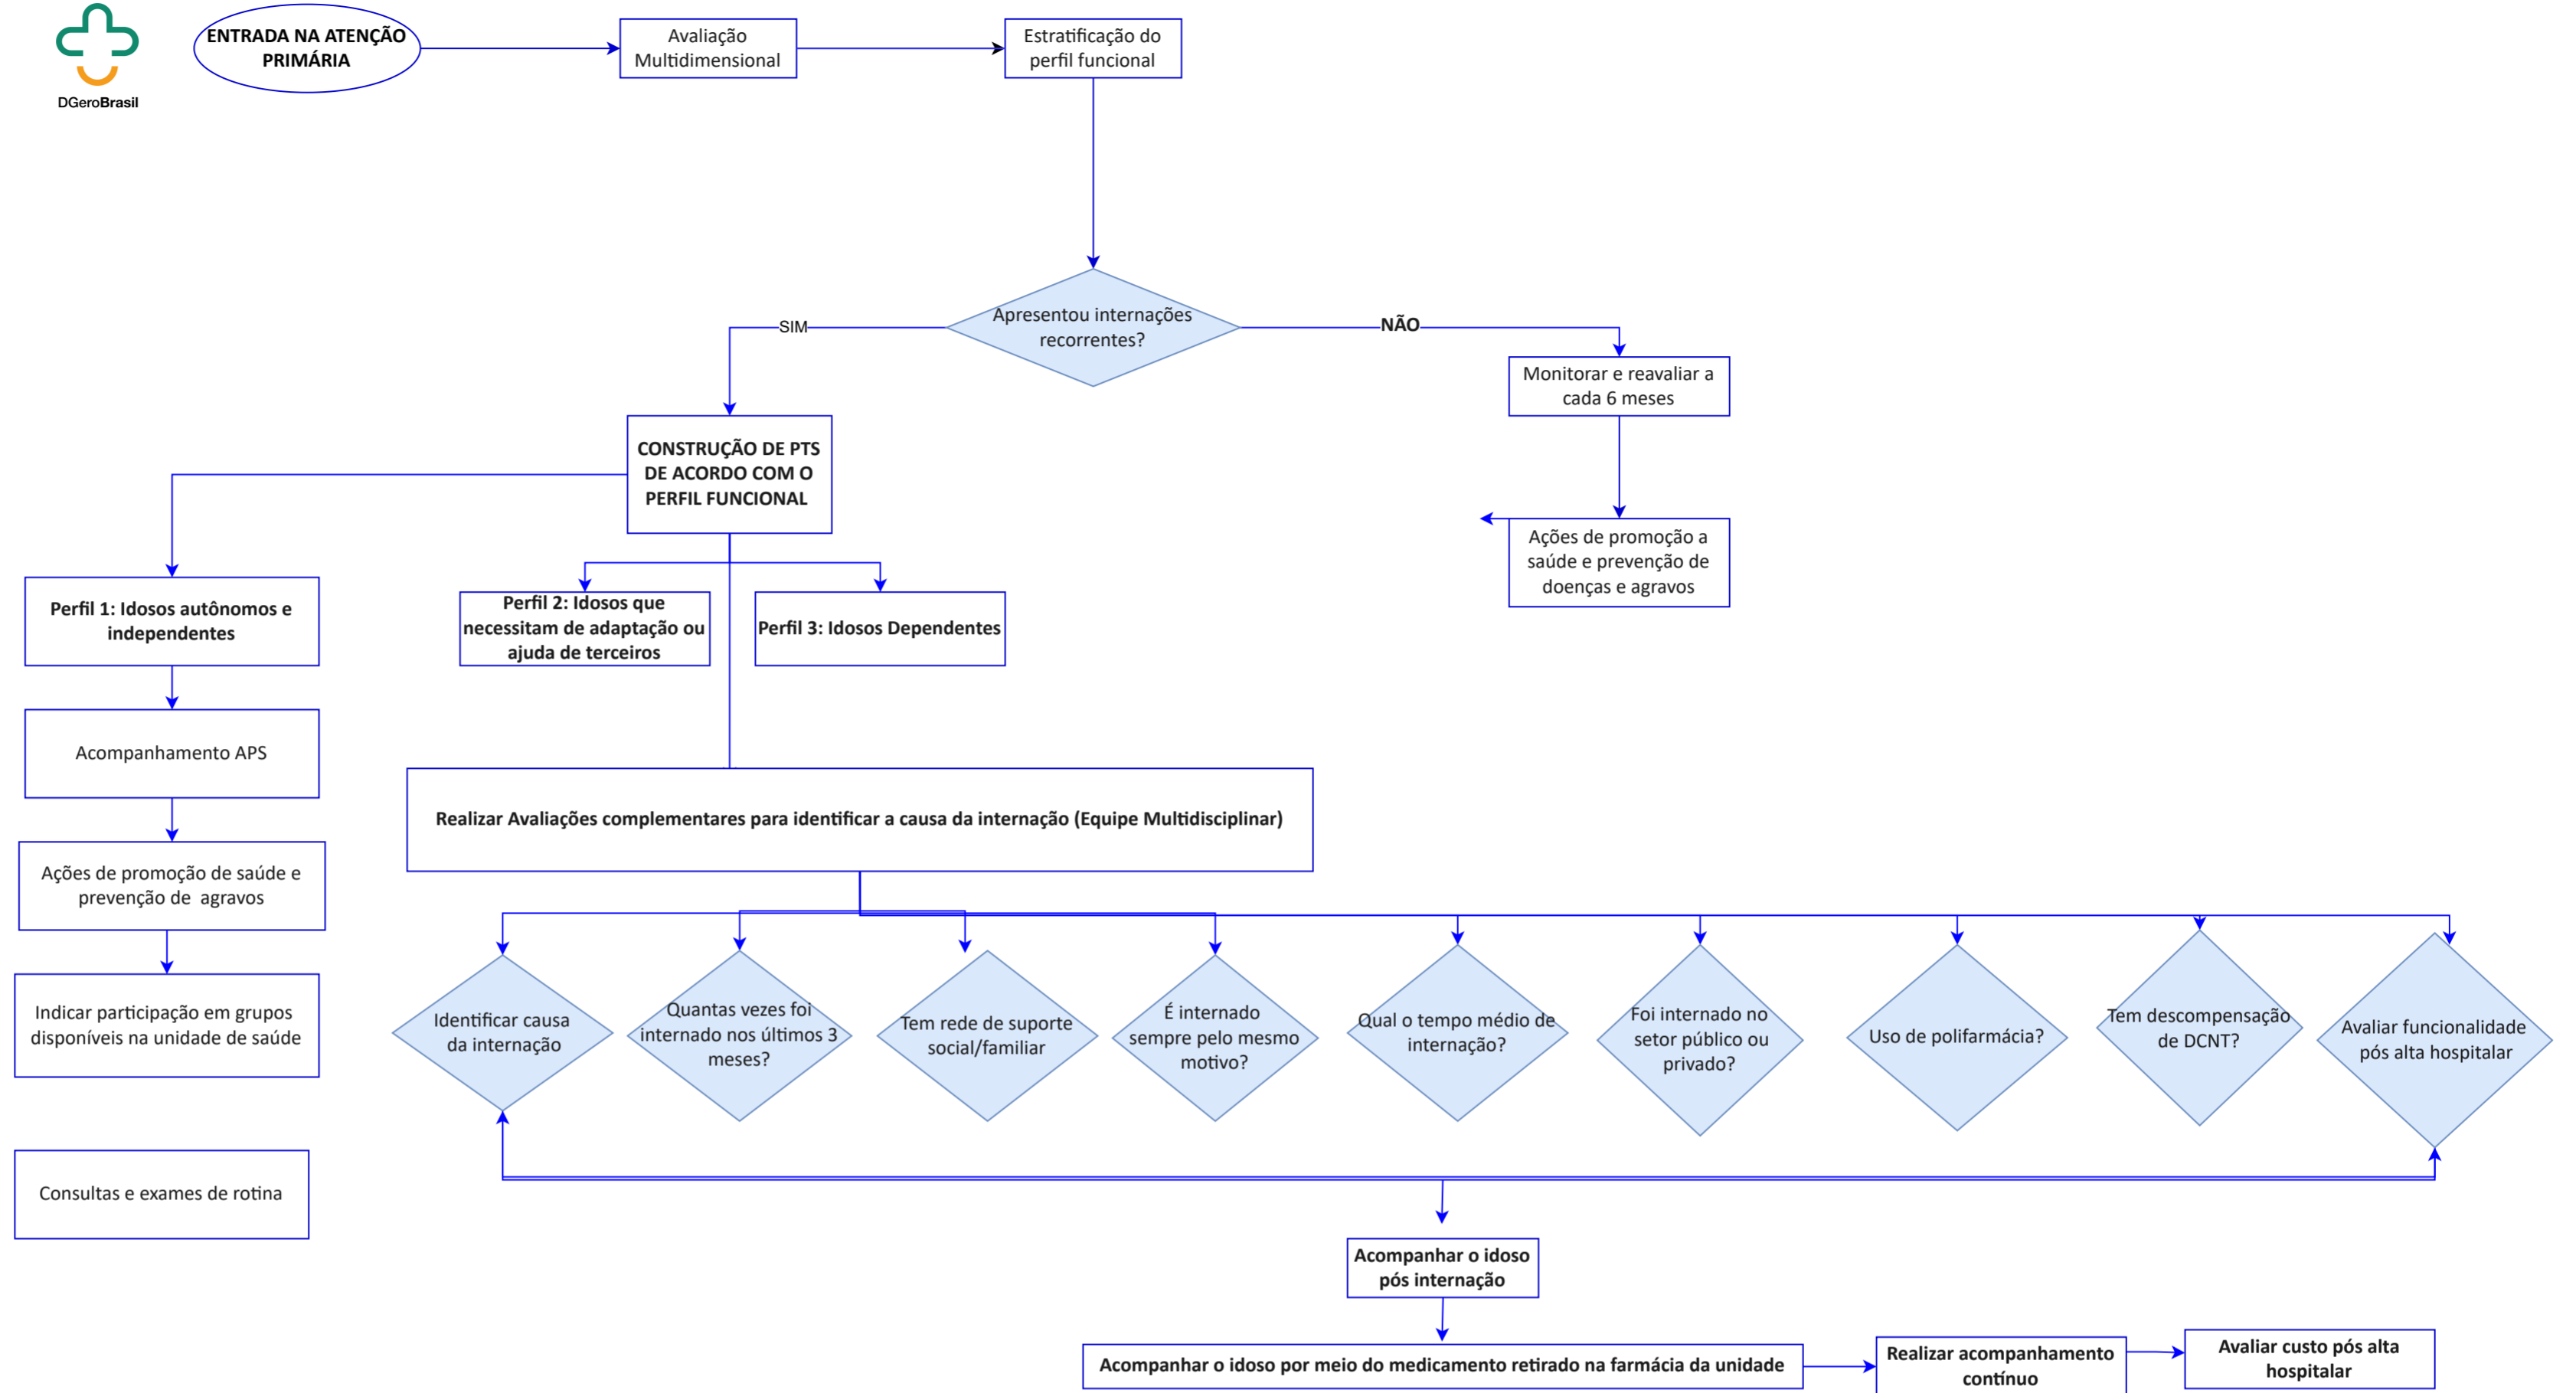 DGeroBrasil
ENTRADA NA ATENÇÃO
PRIMÁRIA
Avaliação
Multidimensional
Estratificação do
perfil funcional
Apresentou internações
recorrentes?
SIM
NÃO
Monitorar e reavaliar a
cada 6 meses
Ações de promoção a
saúde e prevenção de
doenças e agravos
CONSTRUÇÃO DE PTS
DE ACORDO COM O
PERFIL FUNCIONAL
Perfil 1: Idosos autônomos e
independentes
Perfil 2: Idosos que
necessitam de adaptação ou
ajuda de terceiros
Perfil 3: Idosos Dependentes
Acompanhamento APS
Ações de promoção de saúde e
prevenção de  agravos
Indicar participação em grupos
disponíveis na unidade de saúde
Consultas e exames de rotina
Realizar Avaliações complementares para identificar a causa da internação (Equipe Multidisciplinar)
Identificar causa
da internação
Quantas vezes foi
internado nos últimos 3
meses?
Tem rede de suporte
social/familiar
É internado
sempre pelo mesmo
motivo?
Qual o tempo médio de
internação?
Foi internado no
setor público ou
privado?
Uso de polifarmácia?
Tem descompensação
de DCNT?
Avaliar funcionalidade
pós alta hospitalar
Acompanhar o idoso
pós internação
Acompanhar o idoso por meio do medicamento retirado na farmácia da unidade
Realizar acompanhamento
contínuo
Avaliar custo pós alta
hospitalar